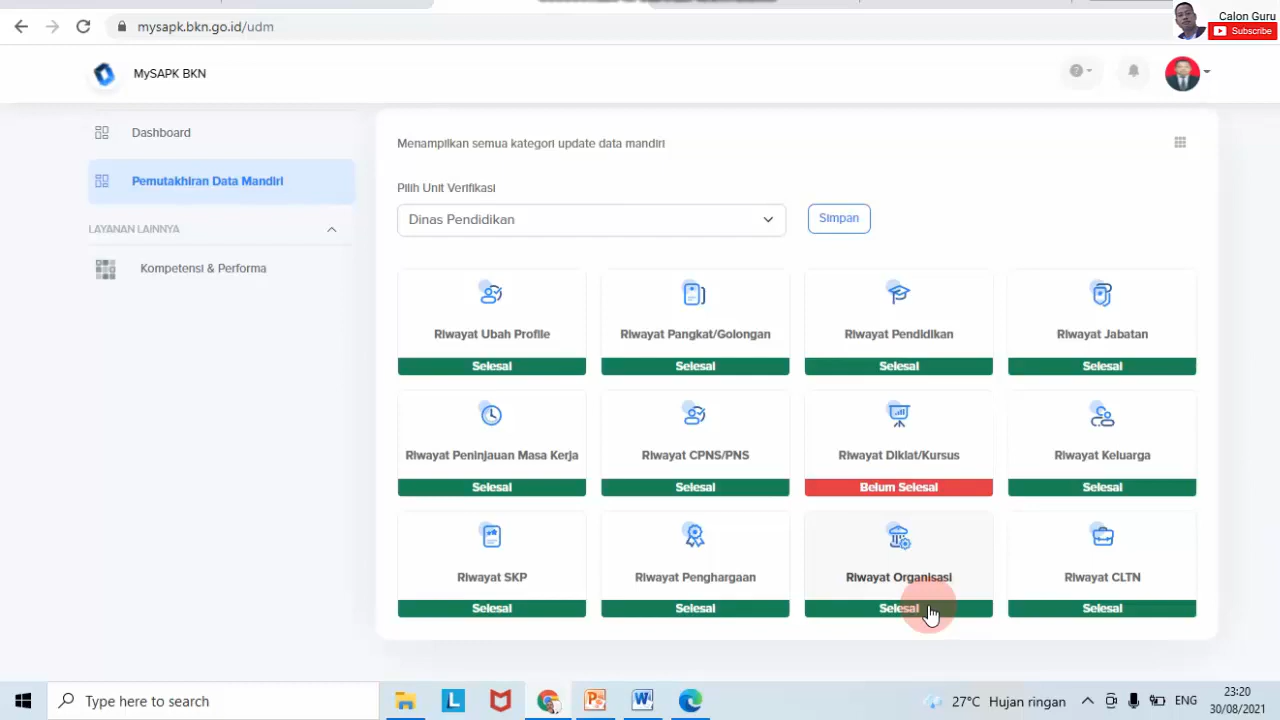 mysapk.bkn.go.id/udm
Calon Guru
Subscribe
MySAPK BKN
Dashboard
Pemutakhiran Data Mandiri
LAYANAN LAINNYA
Kompetensi & Performa
Menampilkan semua kategori update data mandiri
Pilih Unit Verifikasi
Dinas Pendidikan
Simpan
Riwayat Ubah Profile
Selesai
Riwayat Pangkat/Golongan
Selesai
Riwayat Pendidikan
Selesai
Riwayat Jabatan
Selesai
Riwayat Peninjauan Masa Kerja
Selesai
Riwayat CPNS/PNS
Selesai
Riwayat Diklat/Kursus
Belum Selesai
Riwayat Keluarga
Selesai
Riwayat SKP
Selesai
Riwayat Penghargaan
Selesai
Riwayat Organisasi
Selesai
Riwayat CLTN
Selesai
Type here to search
27°C Hujan ringan
ENG
23:20
30/08/2021